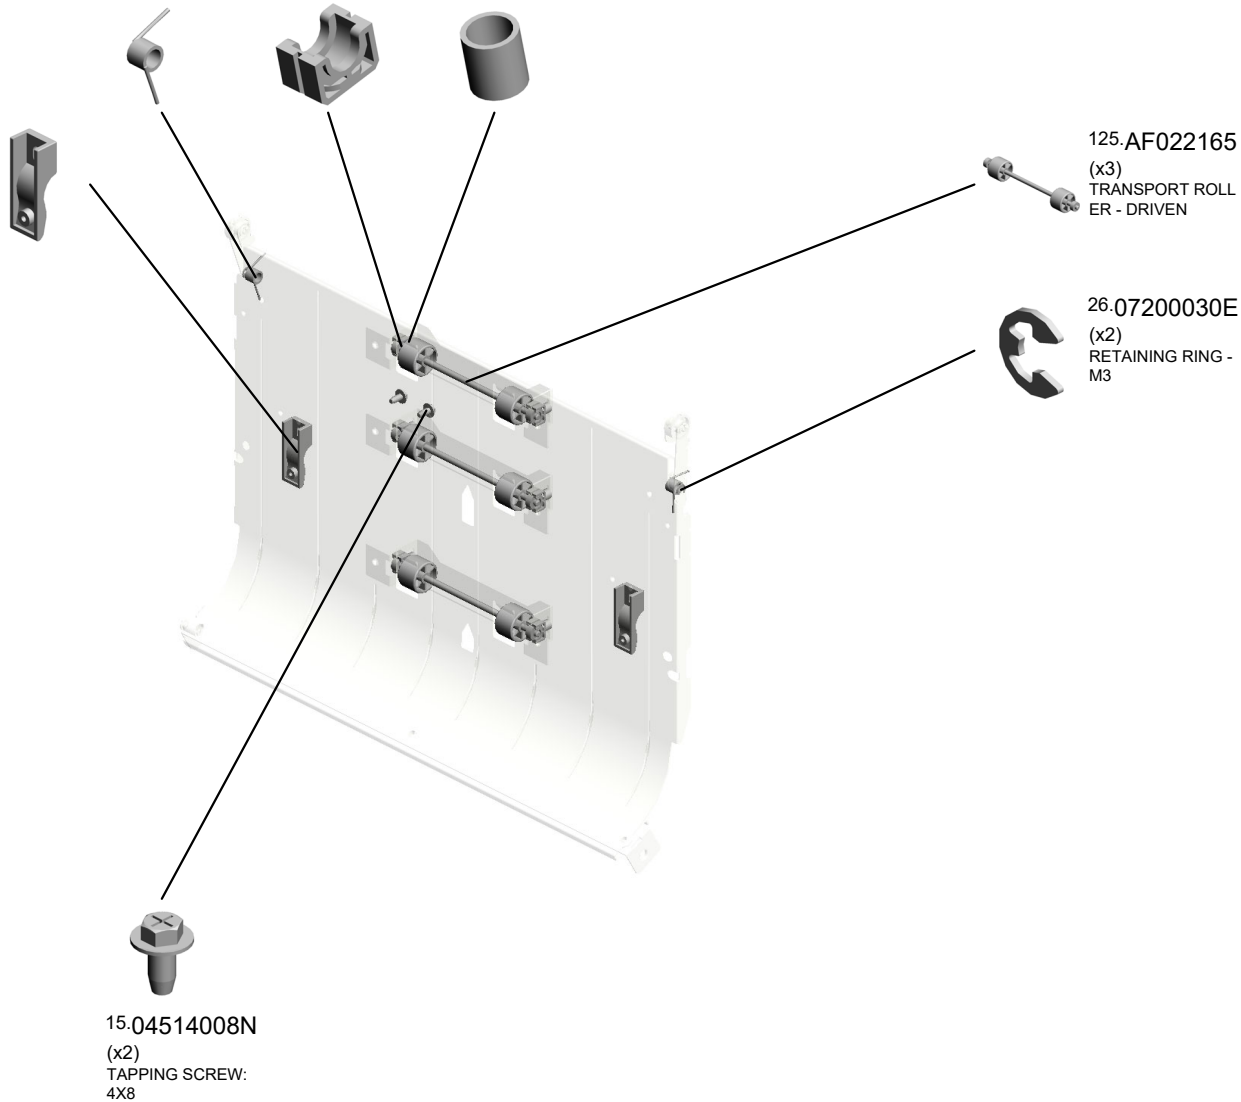 125.AF022165
(x3)
TRANSPORT ROLL
ER - DRIVEN
26.07200030E
(x2)
RETAINING RING -
M3
15.04514008N
(x2)
TAPPING SCREW:
4X8